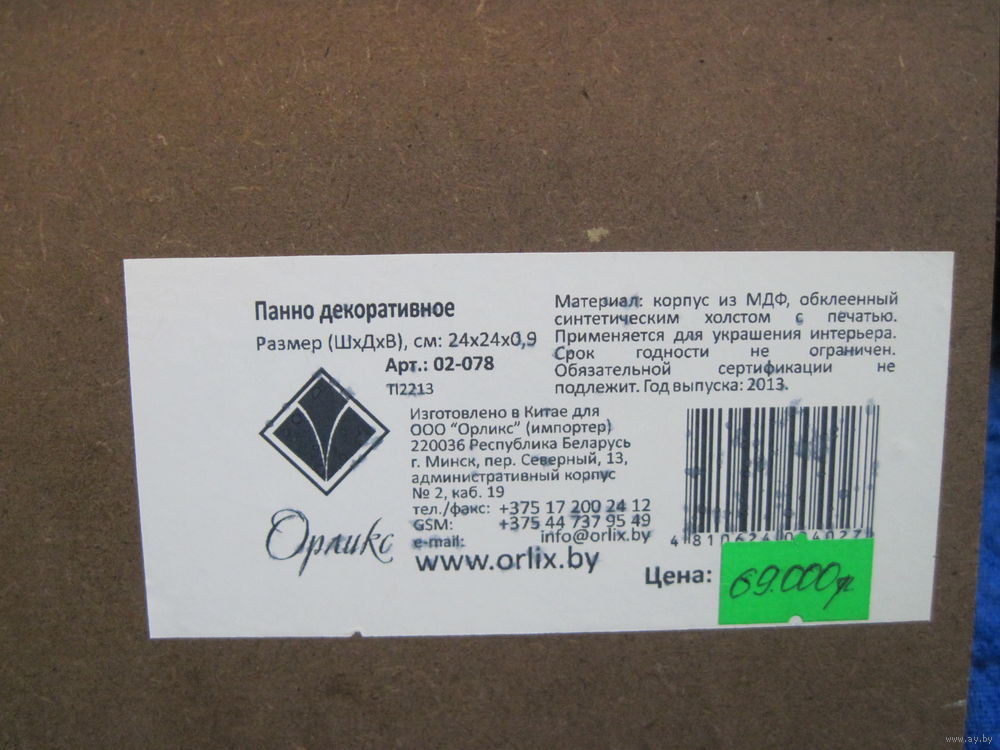 Панно декоративное
Размер (ШхДхВ), см: 24х24х0,9
Арт.: 02-078
TI2213
Материал: корпус из МДФ, обклеенный
синтетическим холстом с печатью.
Применяется для украшения интерьера.
Срок годности не ограничен.
Обязательной сертификации не
подлежит. Год выпуска: 2013.
Изготовлено в Китае для
ООО "Орликс" (импортер)
220036 Республика Беларусь
г. Минск, пер. Северный, 13,
административный корпус
№ 2, каб. 19
тел./факс: +375 17 200 24 12
GSM: +375 44 737 95 49
e-mail: info@orlix.by
www.orlix.by
Орликс
Цена: 69.000р
www.ay.by